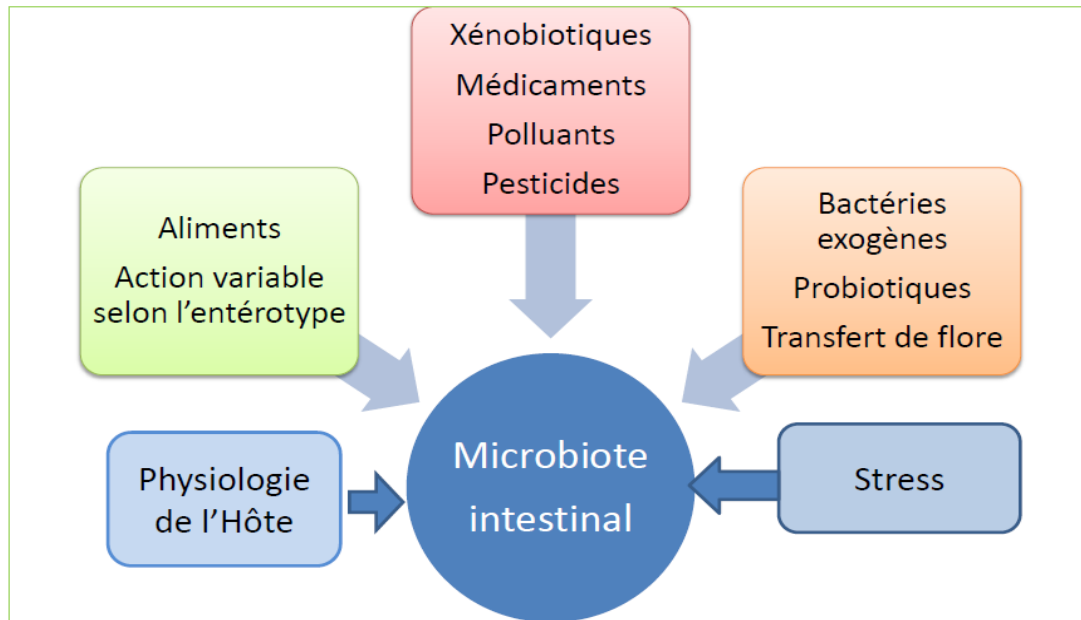 Xénobiotiques
Médicaments
Polluants
Pesticides
Aliments
Action variable
selon l'entérotype
Bactéries
exogènes
Probiotiques
Transfert de flore
Physiologie
de l'Hôte
Microbiote
intestinal
Stress